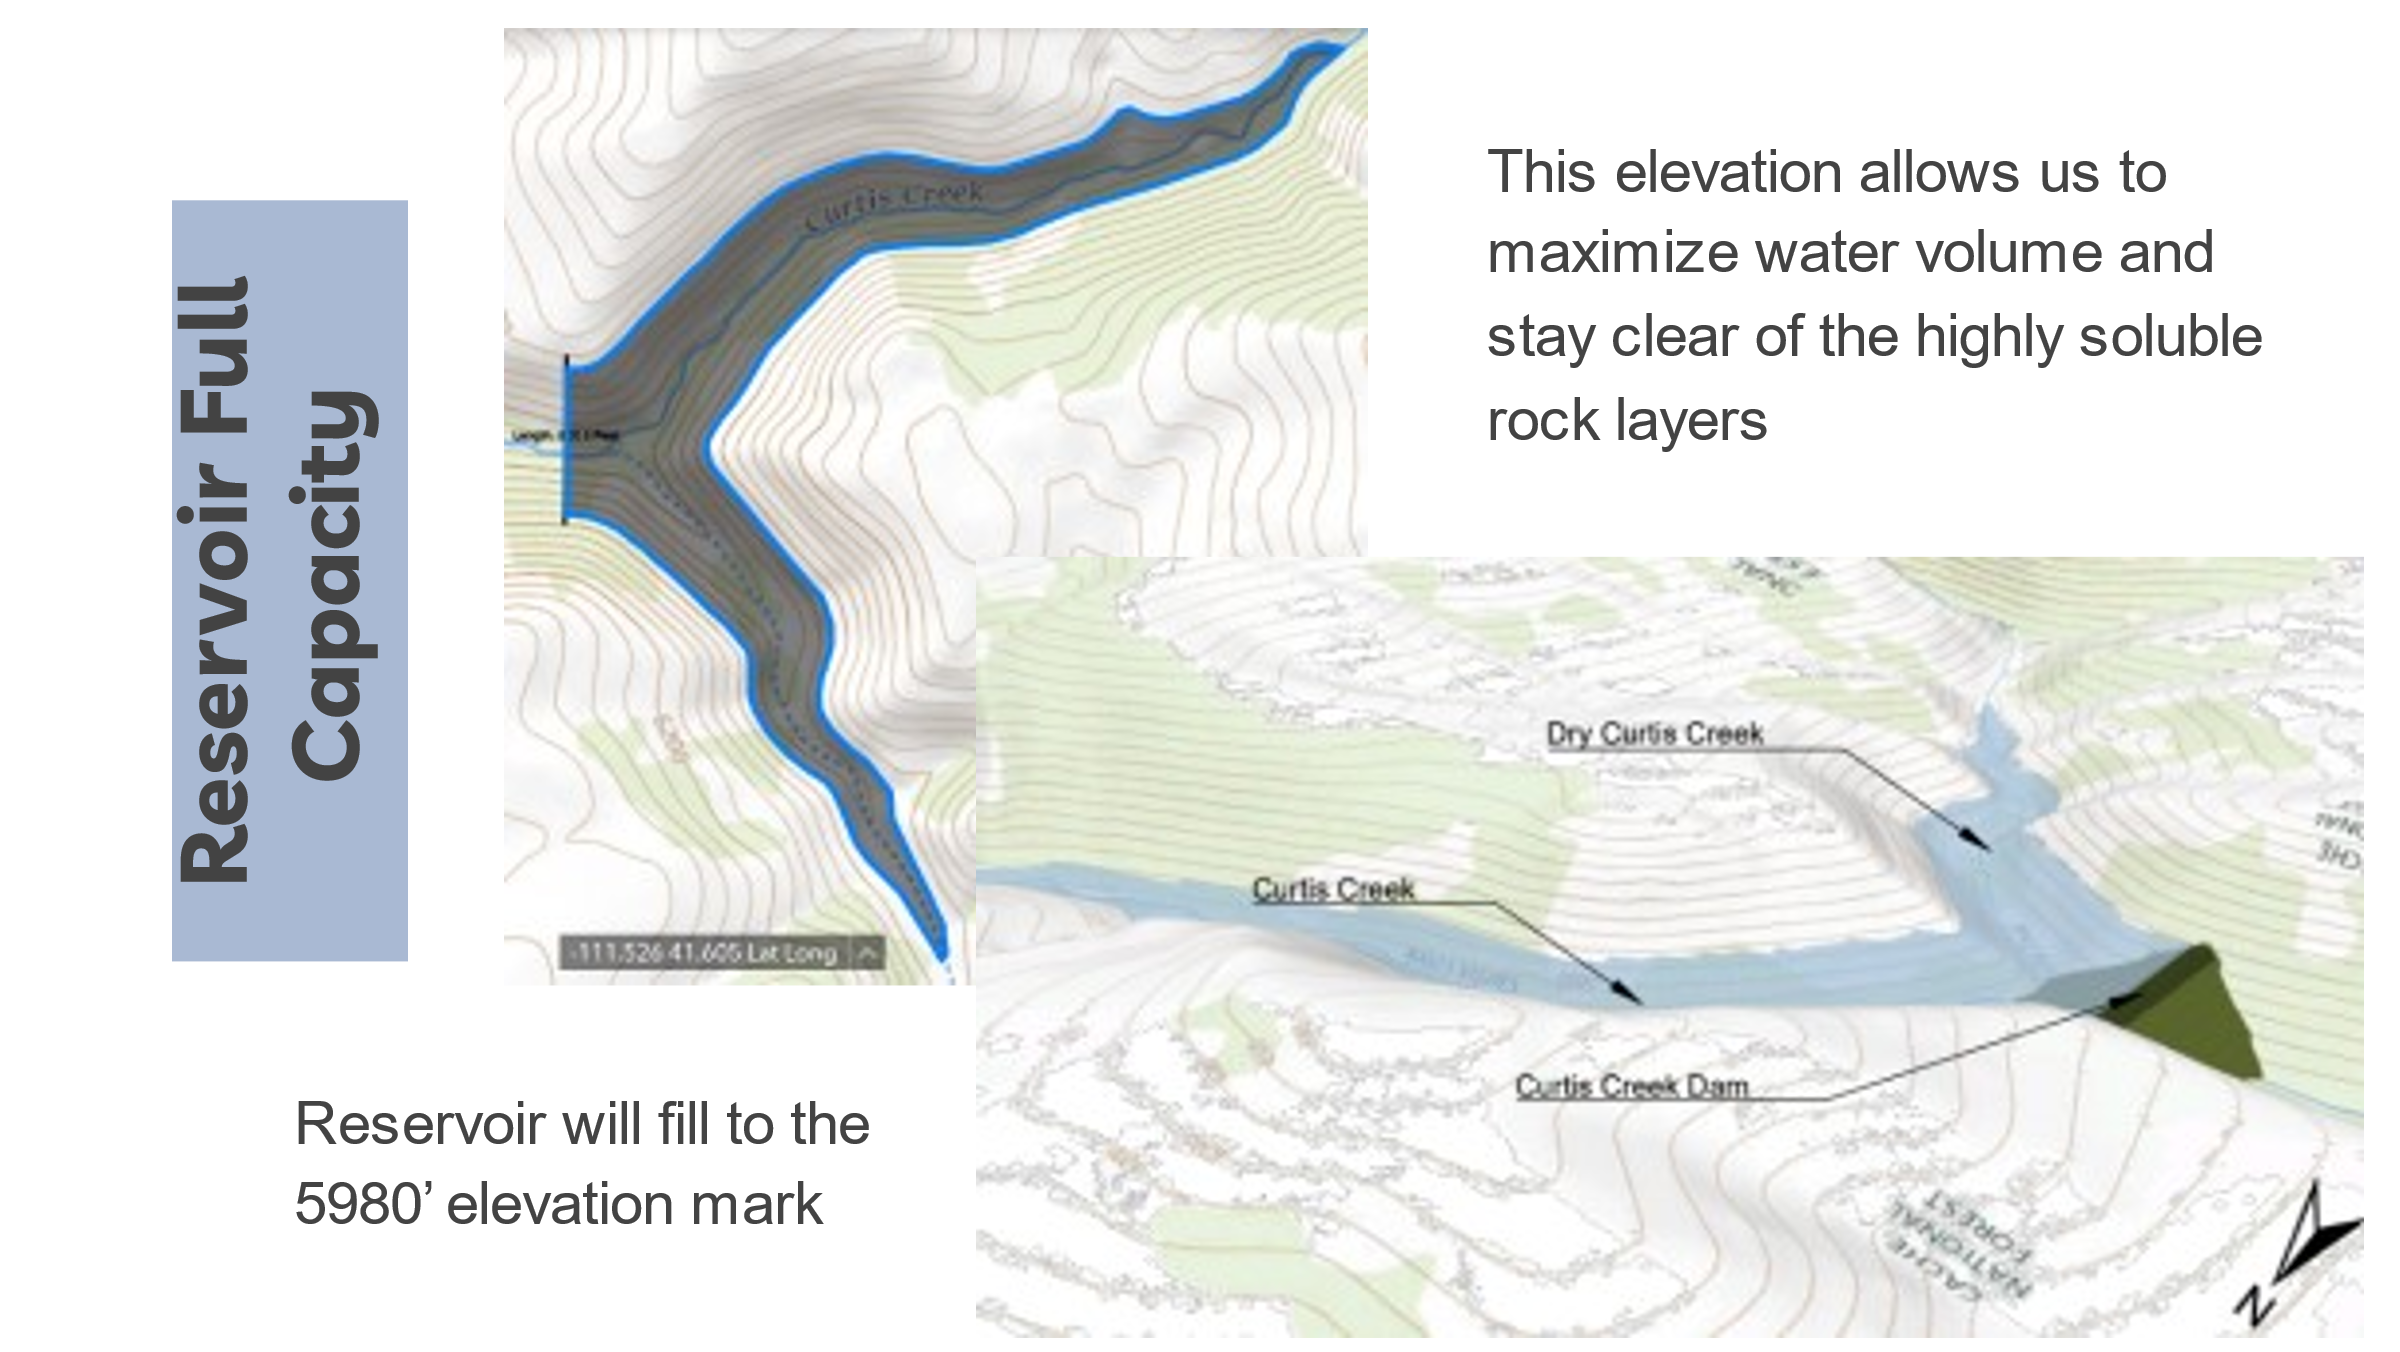 Reservoir Full
Capacity
This elevation allows us to
maximize water volume and
stay clear of the highly soluble
rock layers
Curtis Creek
-111.526 41.605 Lat Long
Dry Curtis Creek
Curtis Creek
Curtis Creek Dam
CACHE
NATIONAL
FOREST
N
Reservoir will fill to the
5980’ elevation mark